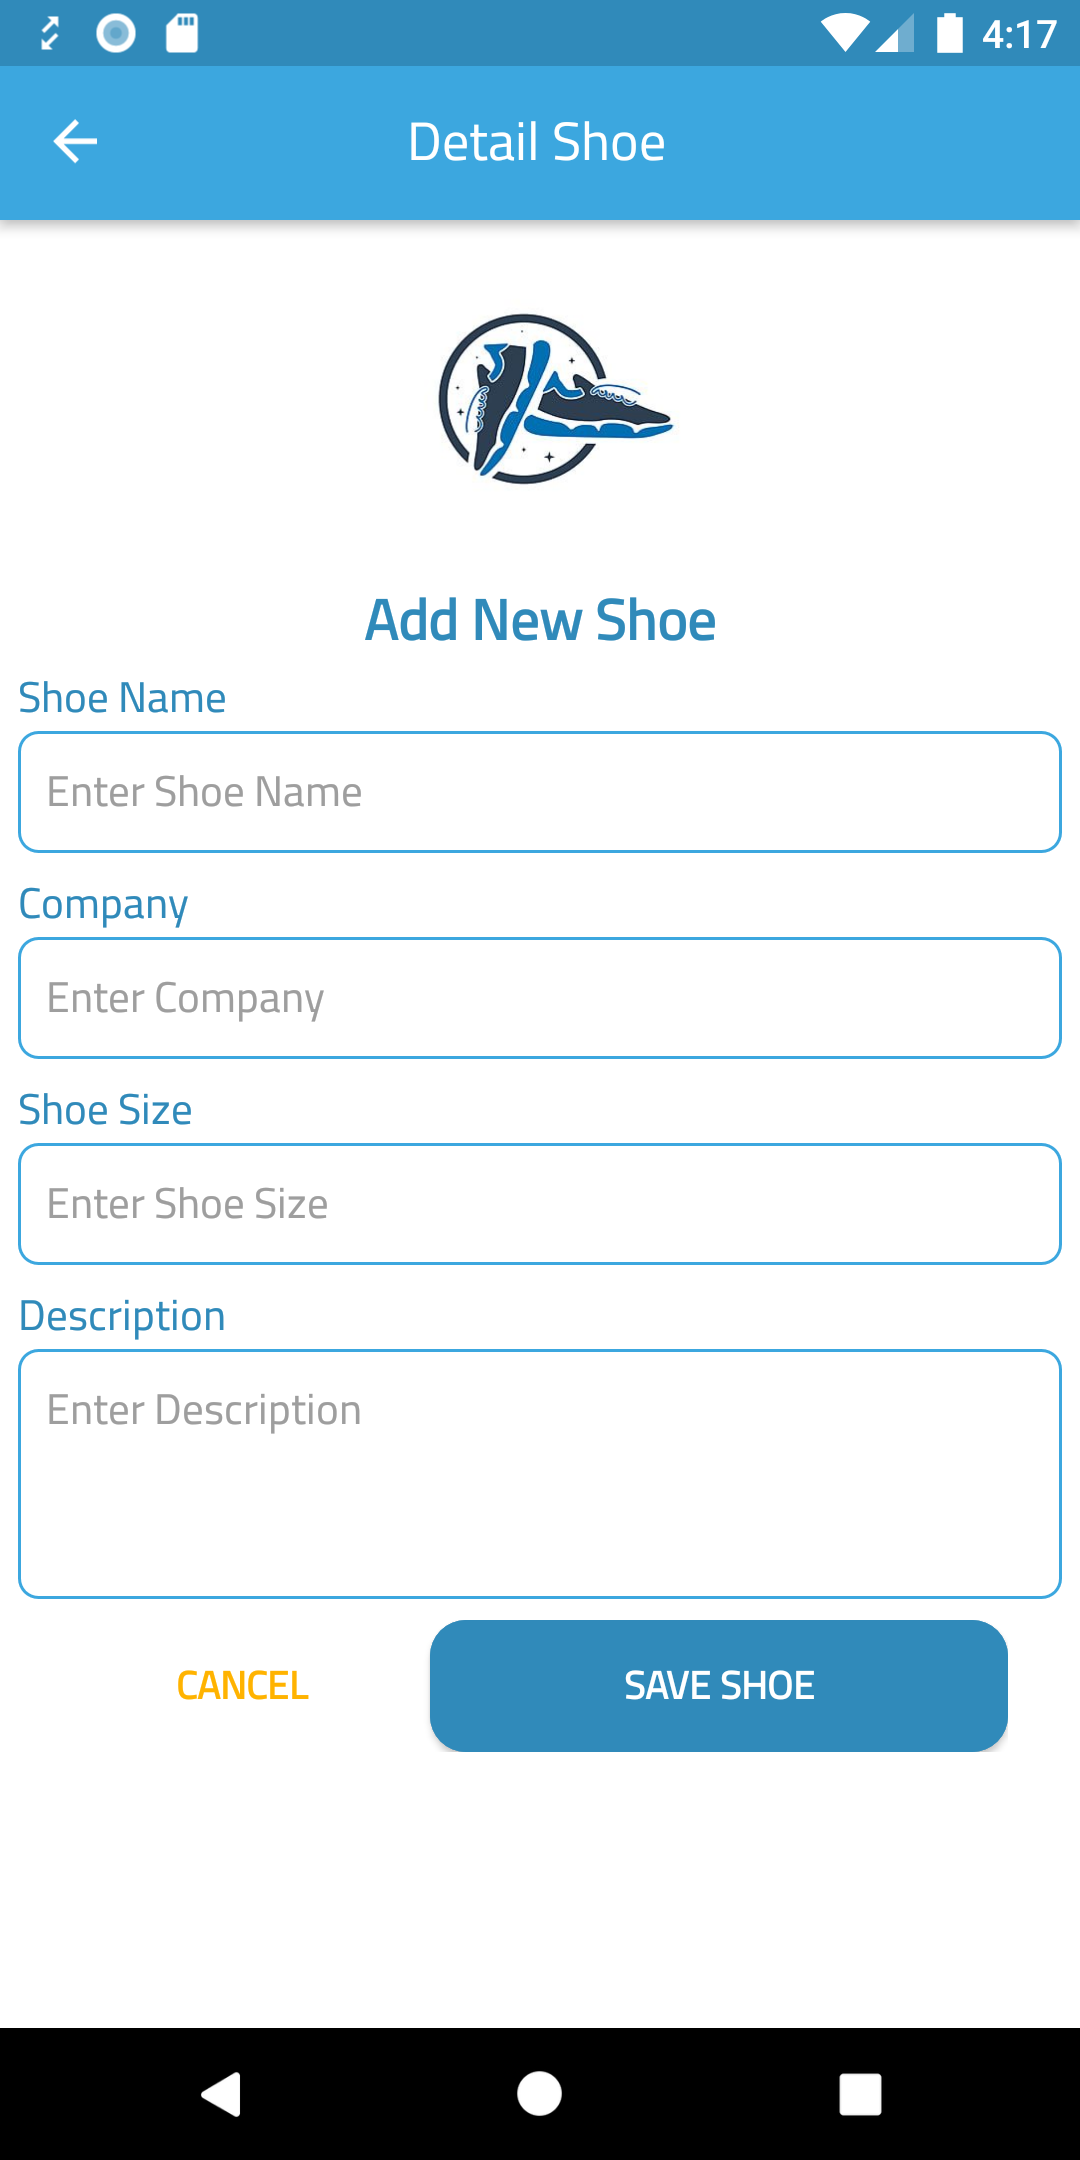 4:17
Detail Shoe
Add New Shoe
Shoe Name
Enter Shoe Name
Company
Enter Company
Shoe Size
Enter Shoe Size
Description
Enter Description
CANCEL
SAVE SHOE